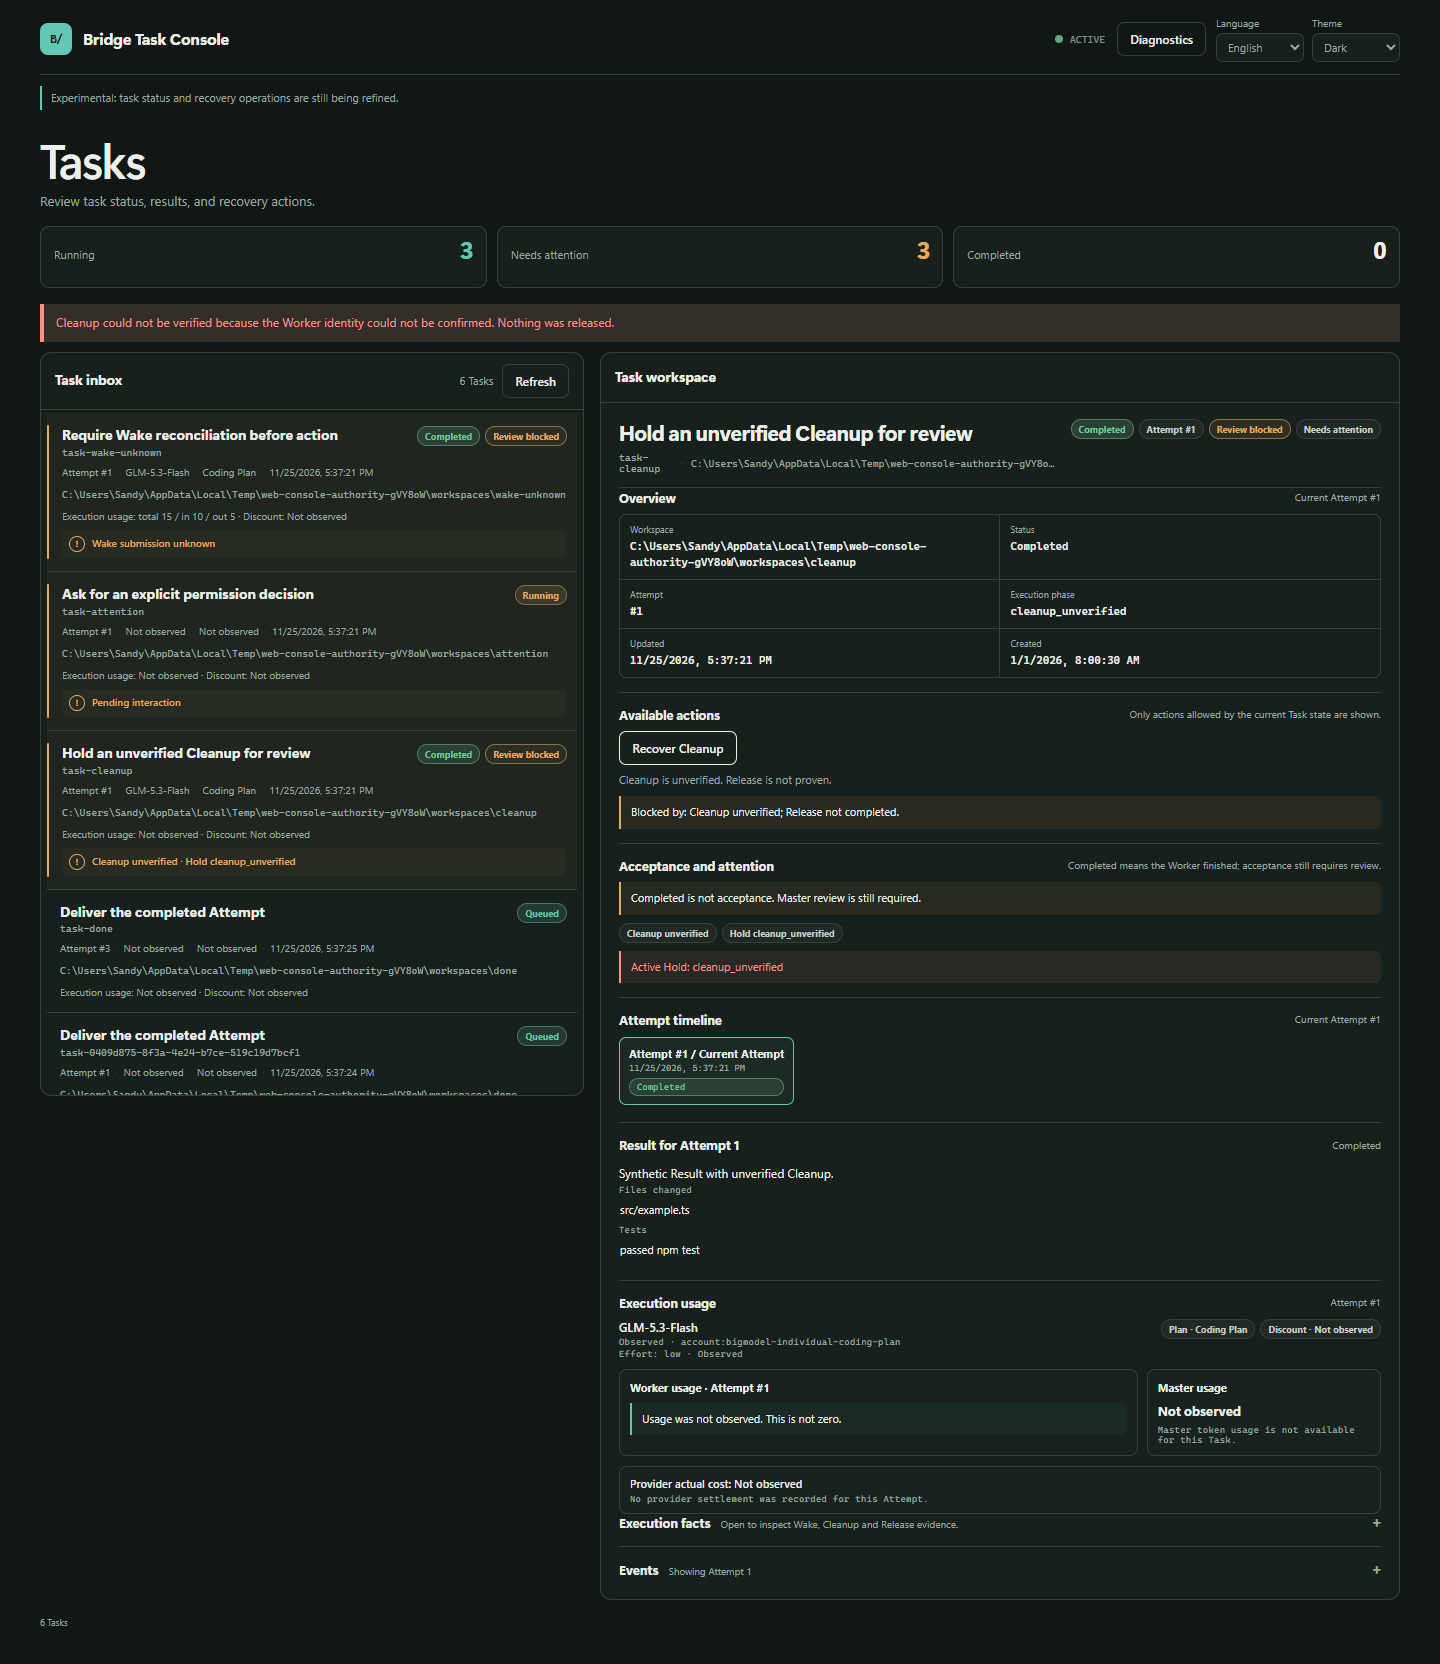 B/ Bridge Task Console
ACTIVE
Diagnostics
Language
English
Theme
Dark
Experimental: task status and recovery operations are still being refined.
Tasks
Review task status, results, and recovery actions.
Running 3
Needs attention 3
Completed 0
Cleanup could not be verified because the Worker identity could not be confirmed. Nothing was released.
Task inbox
6 Tasks
Refresh
Require Wake reconciliation before action
Completed
Review blocked
task-wake-unknown
Attempt #1 · GLM-5.3-Flash · Coding Plan · 11/25/2026, 5:37:21 PM
C:\Users\Sandy\AppData\Local\Temp\web-console-authority-gVY8oW\workspaces\wake-unknown
Execution usage: total 15 / in 10 / out 5 · Discount: Not observed
! Wake submission unknown
Ask for an explicit permission decision
Running
task-attention
Attempt #1 · Not observed · Not observed · 11/25/2026, 5:37:21 PM
C:\Users\Sandy\AppData\Local\Temp\web-console-authority-gVY8oW\workspaces\attention
Execution usage: Not observed · Discount: Not observed
! Pending interaction
Hold an unverified Cleanup for review
Completed
Review blocked
task-cleanup
Attempt #1 · GLM-5.3-Flash · Coding Plan · 11/25/2026, 5:37:21 PM
C:\Users\Sandy\AppData\Local\Temp\web-console-authority-gVY8oW\workspaces\cleanup
Execution usage: Not observed · Discount: Not observed
! Cleanup unverified · Hold cleanup_unverified
Deliver the completed Attempt
Queued
task-done
Attempt #3 · Not observed · Not observed · 11/25/2026, 5:37:25 PM
C:\Users\Sandy\AppData\Local\Temp\web-console-authority-gVY8oW\workspaces\done
Execution usage: Not observed · Discount: Not observed
Deliver the completed Attempt
Queued
task-0409d875-8f3a-4e24-b7ce-519c19d7bcf1
Attempt #1 · Not observed · Not observed · 11/25/2026, 5:37:24 PM
C:\Users\Sandy\AppData\Local\Temp\web-console-authority-gVY8oW\workspaces\done
Task workspace
Hold an unverified Cleanup for review
Completed
Attempt #1
Review blocked
Needs attention
task-
cleanup
· C:\Users\Sandy\AppData\Local\Temp\web-console-authority-gVY8o…
Overview
Current Attempt #1
Workspace
C:\Users\Sandy\AppData\Local\Temp\web-console-
authority-gVY8oW\workspaces\cleanup
Status
Completed
Attempt
#1
Execution phase
cleanup_unverified
Updated
11/25/2026, 5:37:21 PM
Created
1/1/2026, 8:00:30 AM
Available actions
Only actions allowed by the current Task state are shown.
Recover Cleanup
Cleanup is unverified. Release is not proven.
Blocked by: Cleanup unverified; Release not completed.
Acceptance and attention
Completed means the Worker finished; acceptance still requires review.
Completed is not acceptance. Master review is still required.
Cleanup unverified
Hold cleanup_unverified
Active Hold: cleanup_unverified
Attempt timeline
Current Attempt #1
Attempt #1 / Current Attempt
11/25/2026, 5:37:21 PM
Completed
Result for Attempt 1
Completed
Synthetic Result with unverified Cleanup.
Files changed
src/example.ts
Tests
passed npm test
Execution usage
Attempt #1
GLM-5.3-Flash
Plan · Coding Plan
Discount · Not observed
Observed · account:bigmodel-individual-coding-plan
Effort: low · Observed
Worker usage · Attempt #1
Usage was not observed. This is not zero.
Master usage
Not observed
Master token usage is not available
for this Task.
Provider actual cost: Not observed
No provider settlement was recorded for this Attempt.
Execution facts Open to inspect Wake, Cleanup and Release evidence. +
Events Showing Attempt 1 +
6 Tasks